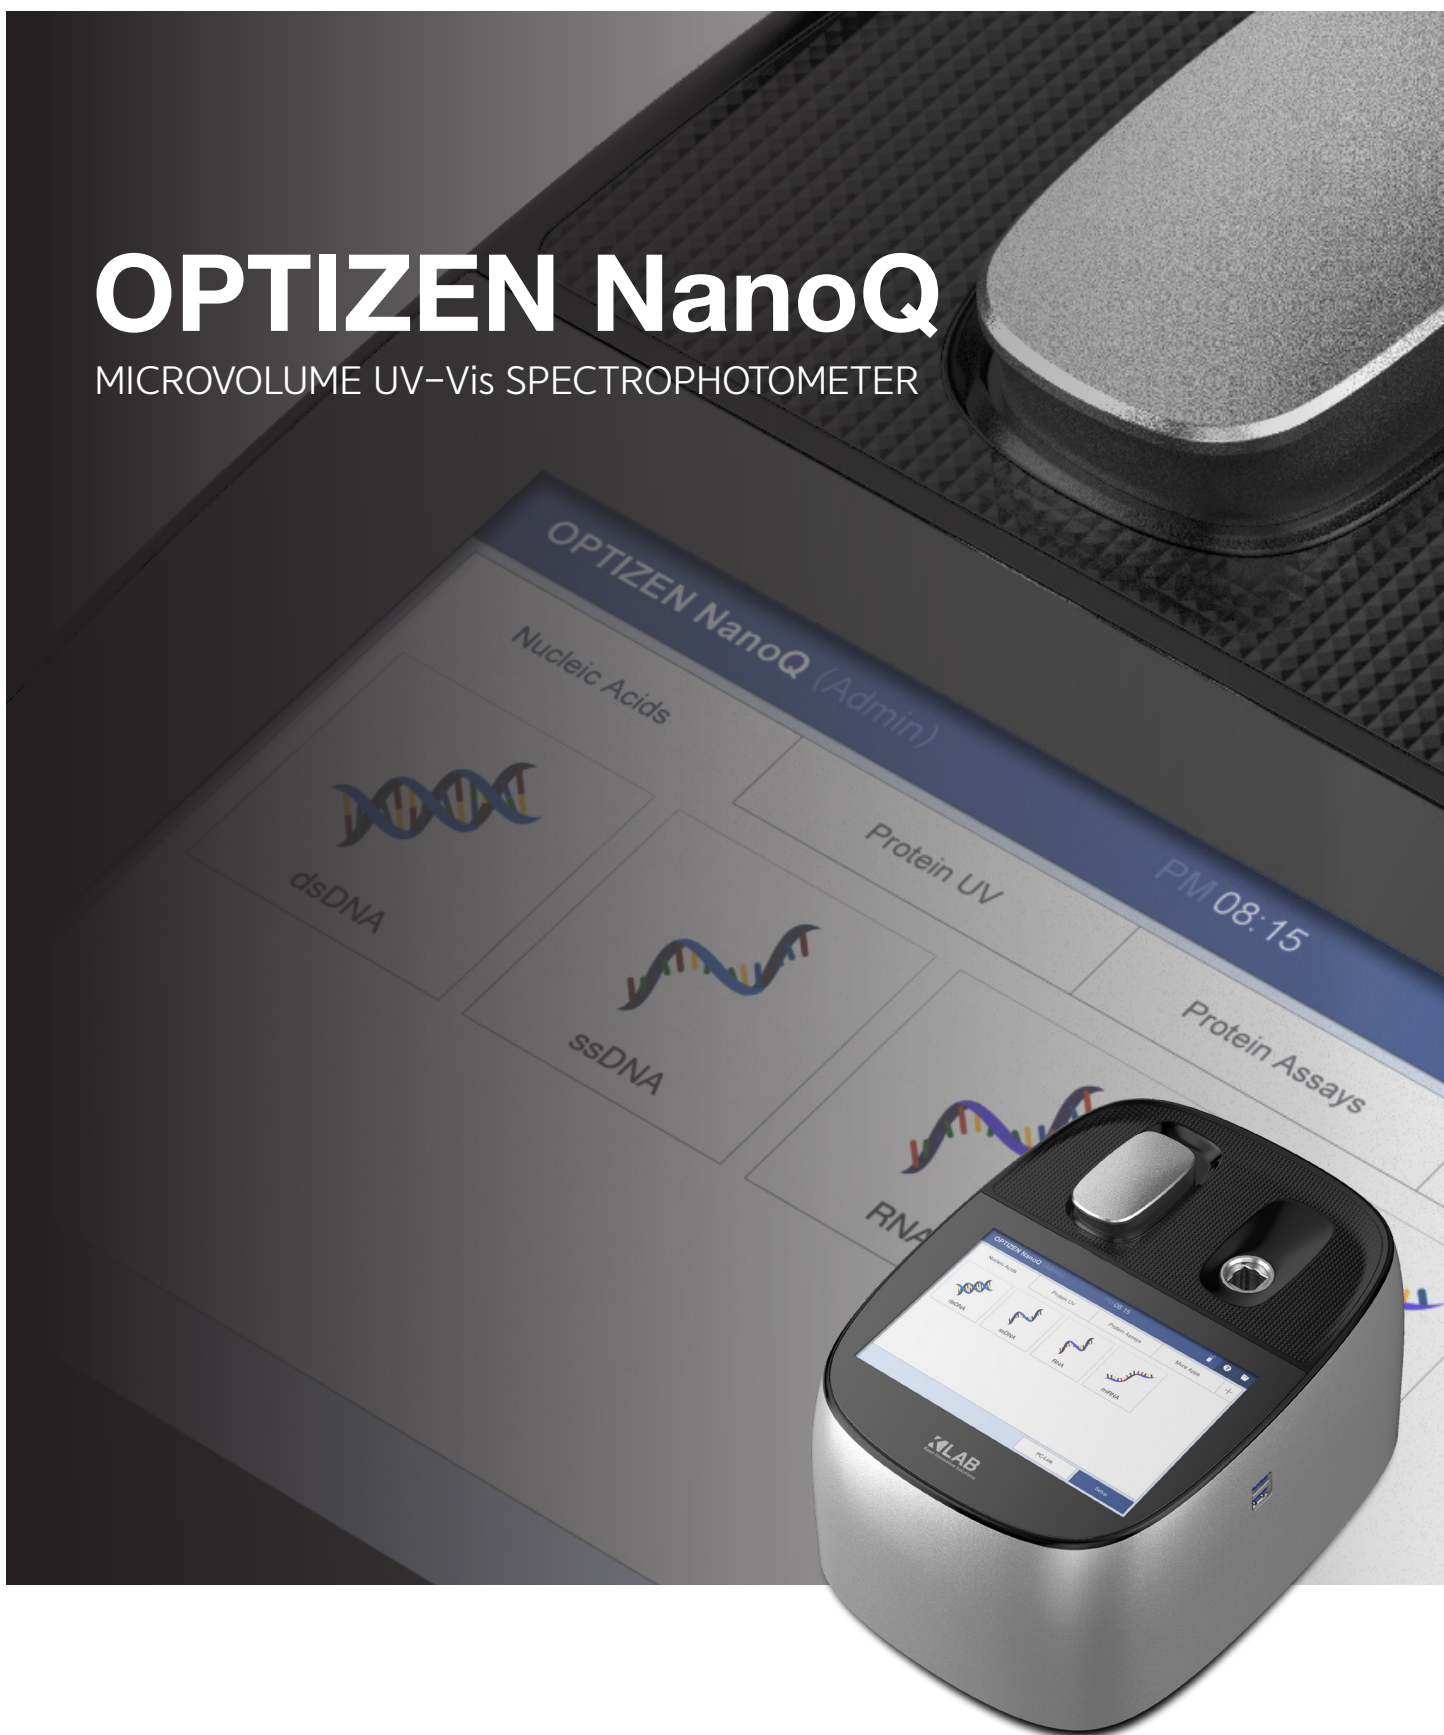 OPTIZEN NanoQ
MICROVOLUME UV-Vis SPECTROPHOTOMETER
OPTIZEN NanoQ (Admin)
PM 08:15
Nucleic Acids
Protein UV
Protein Assays
dsDNA
ssDNA
RNA
OPTIZEN NanoQ
PM 08:15
Nucleic Acids
Protein UV
Protein Assays
More Apps
dsDNA
ssDNA
RNA
miRNA
PC-Link
Setup
KLAB